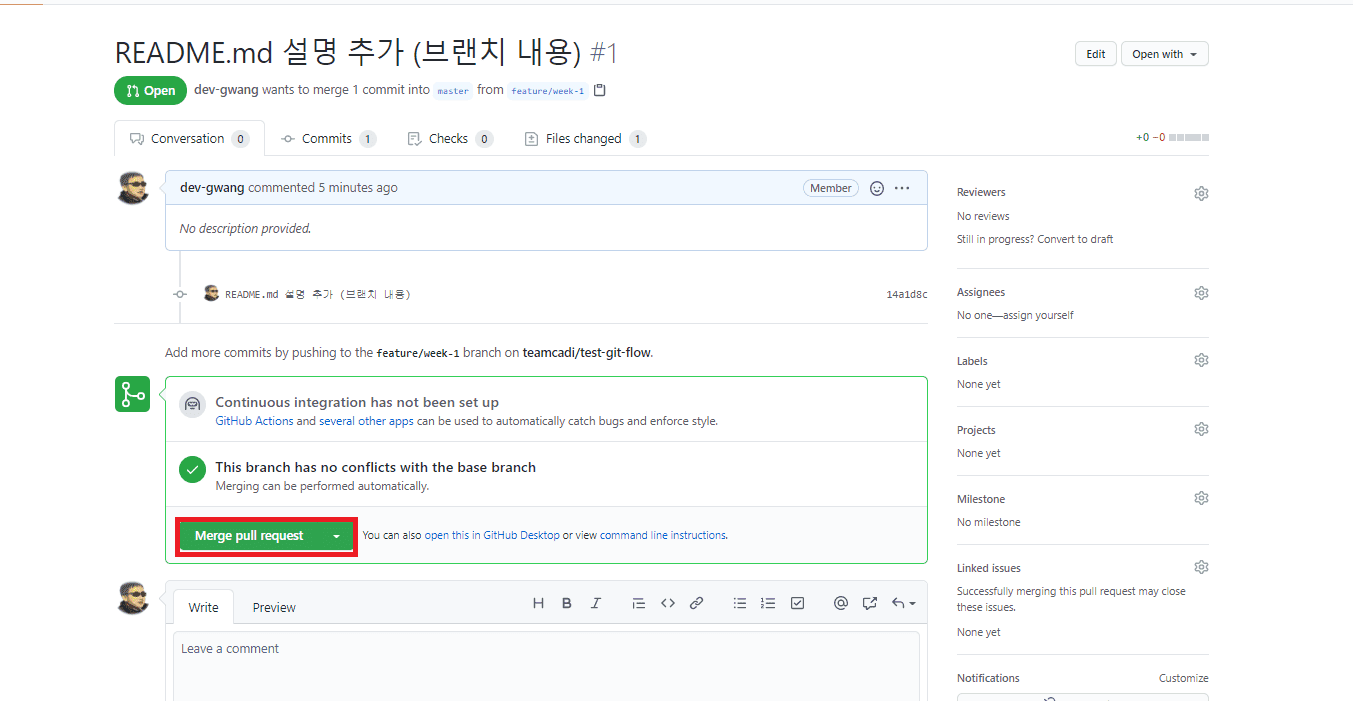 README.md 설명 추가 (브랜치 내용) #1
Edit
Open with
Open
dev-gwang wants to merge 1 commit into master from feature/week-1
Conversation 0
Commits 1
Checks 0
Files changed 1
+0 −0
dev-gwang commented 5 minutes ago
Member
No description provided.
README.md 설명 추가 (브랜치 내용)
14a1d8c
Add more commits by pushing to the feature/week-1 branch on teamcadi/test-git-flow.
Continuous integration has not been set up
GitHub Actions and several other apps can be used to automatically catch bugs and enforce style.
This branch has no conflicts with the base branch
Merging can be performed automatically.
Merge pull request
You can also open this in GitHub Desktop or view command line instructions.
Write
Preview
Leave a comment
Reviewers
No reviews
Still in progress? Convert to draft
Assignees
No one—assign yourself
Labels
None yet
Projects
None yet
Milestone
No milestone
Linked issues
Successfully merging this pull request may close
these issues.
None yet
Notifications
Customize